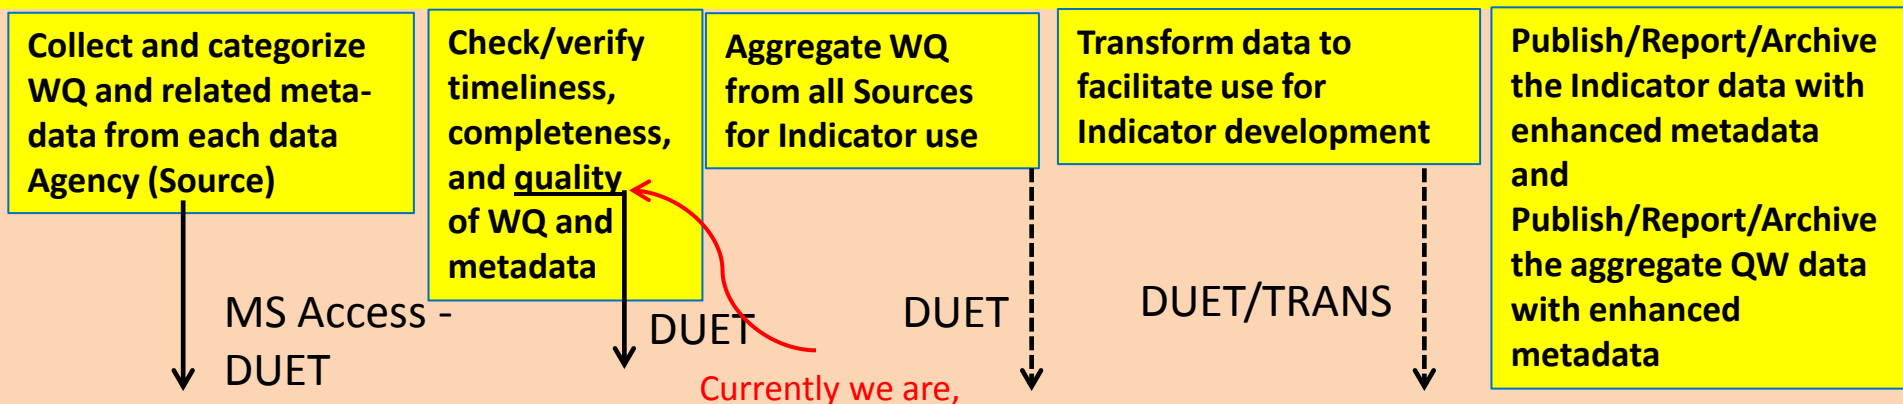 Collect and categorize
WQ and related meta-
data from each data
Agency (Source)
Check/verify
timeliness,
completeness,
and quality
of WQ and
metadata
Aggregate WQ
from all Sources
for Indicator use
Transform data to
facilitate use for
Indicator development
Publish/Report/Archive
the Indicator data with
enhanced metadata
and
Publish/Report/Archive
the aggregate QW data
with enhanced
metadata
MS Access -
DUET
DUET
DUET
DUET/TRANS
Currently we are,